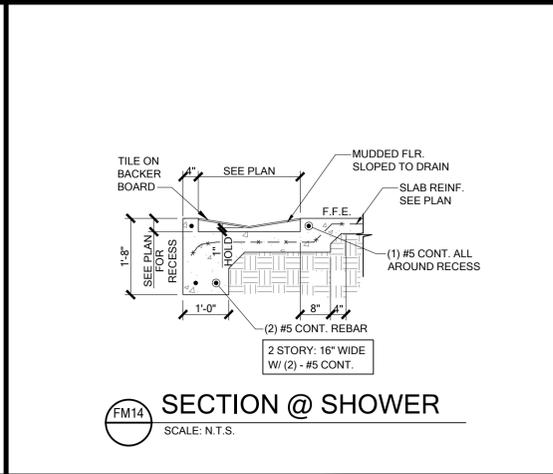 TILE ON
BACKER
BOARD
4"
SEE PLAN
MUDDED FLR.
SLOPED TO DRAIN
SLAB REINF.
SEE PLAN
F.F.E.
1'-8"
SEE PLAN
FOR
RECESS
1"
HOLD
(1) #5 CONT. ALL
AROUND RECESS
1'-0"
8"
4"
(2) #5 CONT. REBAR
2 STORY: 16" WIDE
W/ (2) - #5 CONT.
FM14
SECTION @ SHOWER
SCALE: N.T.S.